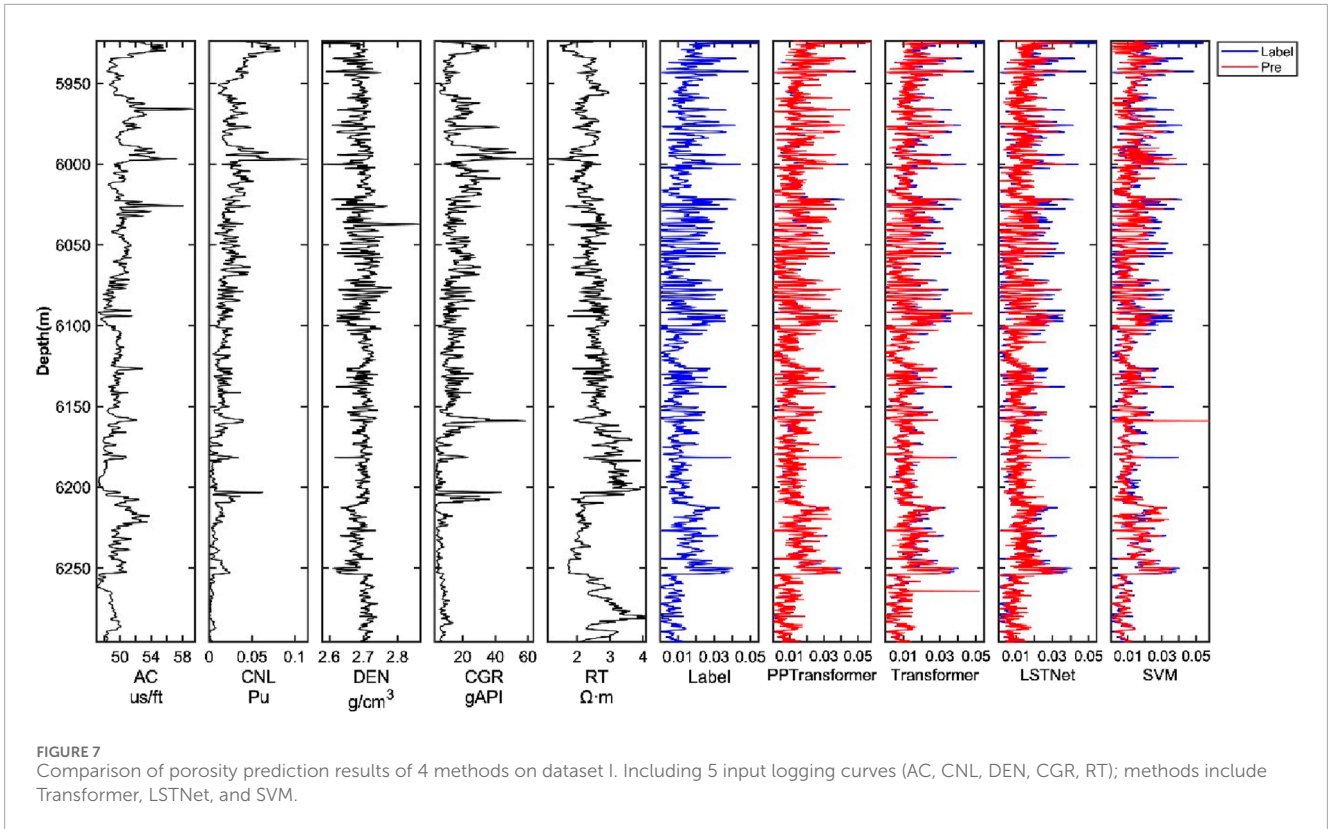 Label
Pre
5950
6000
6050
6100
6150
6200
6250
Depth(m)
50 54 58
0 0.05 0.1
2.6 2.7 2.8
20 40 60
2 3 4
0.01 0.03 0.05
0.01 0.03 0.05
0.01 0.03 0.05
0.01 0.03 0.05
0.01 0.03 0.05
AC CNL DEN CGR RT Label PPTransformer Transformer LSTNet SVM
us/ft Pu g/cm³ gAPI Ω·m
FIGURE 7
Comparison of porosity prediction results of 4 methods on dataset I. Including 5 input logging curves (AC, CNL, DEN, CGR, RT); methods include
Transformer, LSTNet, and SVM.